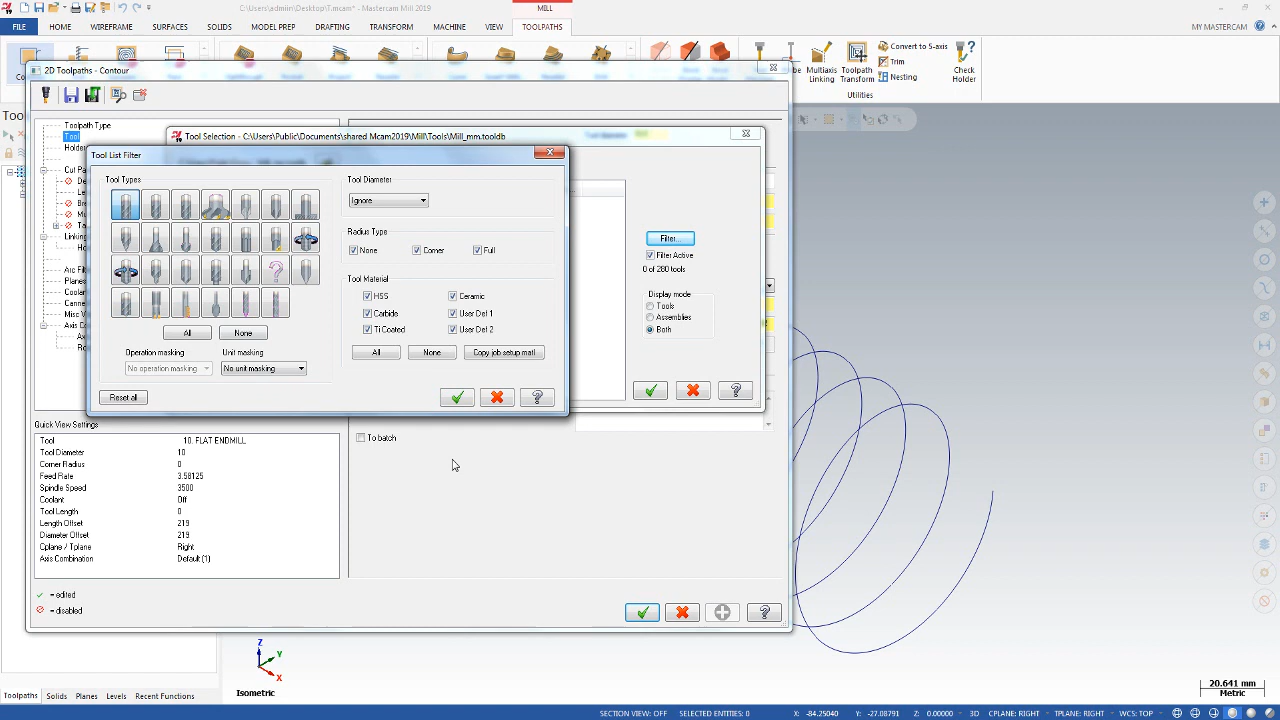 C:\Users\admiin\Desktop\T.mcam* - Mastercam Mill 2019
MILL
FILE
HOME
WIREFRAME
SURFACES
SOLIDS
MODEL PREP
DRAFTING
TRANSFORM
MACHINE
VIEW
TOOLPATHS
MY MASTERCAM
Convert to 5-axis
Trim
Nesting
Multiaxis
Linking
Toolpath
Transform
Check
Holder
Utilities
2D Toolpaths - Contour
Toolpath Type
Tool
Tool Selection - C:\Users\Public\Documents\shared Mcam2019\Mill\Tools\Mill_mm.tooldb
Tool List Filter
Tool Types
All
None
Operation masking
No operation masking
Unit masking
No unit masking
Reset all
Tool Diameter
Ignore
Radius Type
None
Corner
Full
Tool Material
HSS
Ceramic
Carbide
User Def 1
Ti Coated
User Def 2
All
None
Copy job setup matl
Filter...
Filter Active
0 of 280 tools
Display mode
Tools
Assemblies
Both
To batch
Quick View Settings
Tool 10. FLAT ENDMILL
Tool Diameter 10
Corner Radius 0
Feed Rate 3.58125
Spindle Speed 3500
Coolant Off
Tool Length 0
Length Offset 219
Diameter Offset 219
Cplane / Tplane Right
Axis Combination Default (1)
= edited
= disabled
Z
Y
X
Isometric
20.641 mm
Metric
Toolpaths
Solids
Planes
Levels
Recent Functions
SECTION VIEW: OFF
SELECTED ENTITIES: 0
X: -84.25040
Y: -27.08791
Z: 0.00000
3D
CPLANE: RIGHT
TPLANE: RIGHT
WCS: TOP